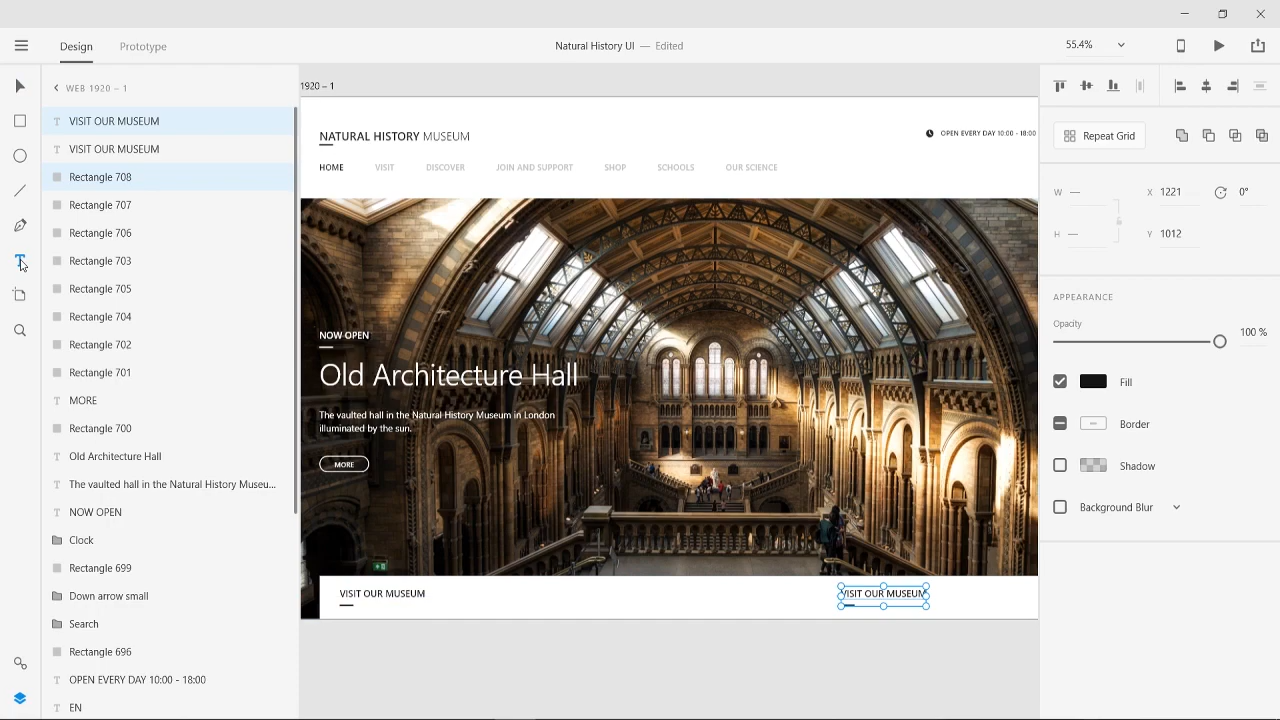 Design
Prototype
Natural History UI — Edited
55.4%
WEB 1920 – 1
VISIT OUR MUSEUM
VISIT OUR MUSEUM
Rectangle 708
Rectangle 707
Rectangle 706
Rectangle 703
Rectangle 705
Rectangle 704
Rectangle 702
Rectangle 701
MORE
Rectangle 700
Old Architecture Hall
The vaulted hall in the Natural History Museu...
NOW OPEN
Clock
Rectangle 699
Down arrow small
Search
Rectangle 696
OPEN EVERY DAY 10:00 - 18:00
EN
1920 – 1
NATURAL HISTORY MUSEUM
OPEN EVERY DAY 10:00 - 18:00
HOME VISIT DISCOVER JOIN AND SUPPORT SHOP SCHOOLS OUR SCIENCE
NOW OPEN
Old Architecture Hall
The vaulted hall in the Natural History Museum in London
illuminated by the sun.
MORE
VISIT OUR MUSEUM
VISIT OUR MUSEUM
Repeat Grid
W — X 1221 0°
H — Y 1012
APPEARANCE
Opacity
100 %
Fill
Border
Shadow
Background Blur